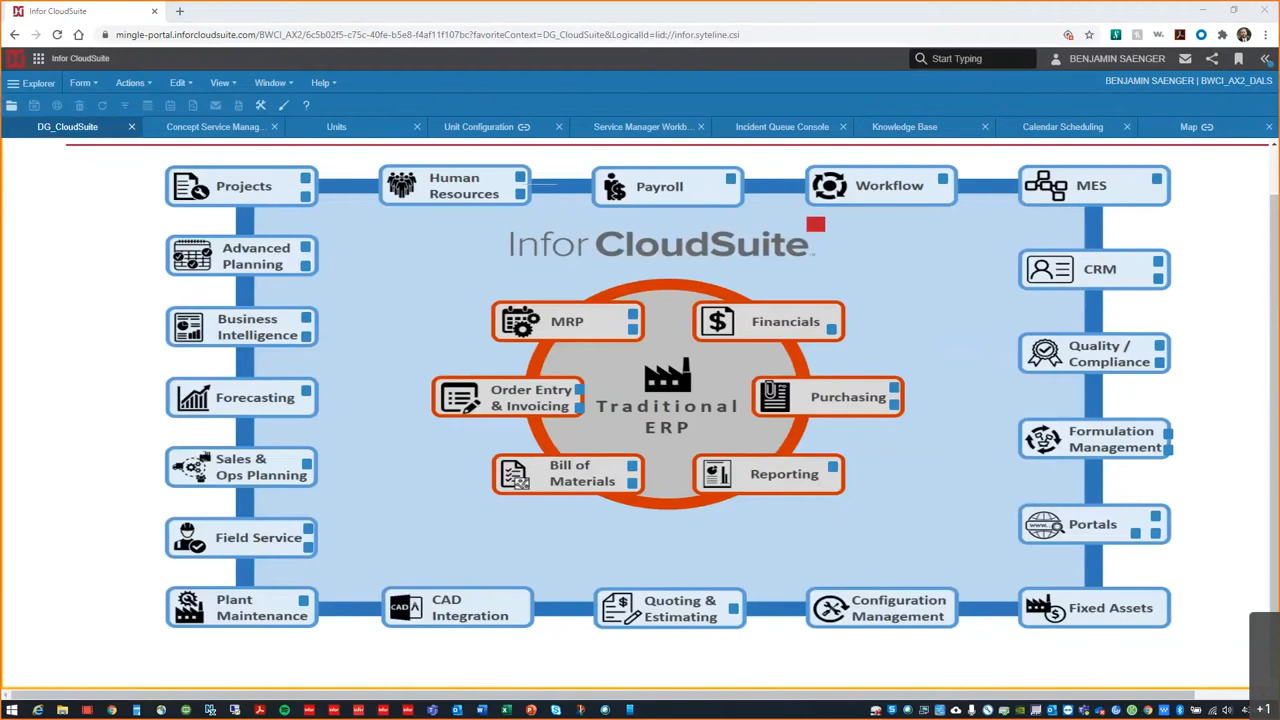 Infor CloudSuite
mingle-portal.inforcloudsuite.com/BWCI_AX2/6c5b02f5-c75c-40fe-b5e8-f4af11f107bc?favoriteContext=DG_CloudSuite&LogicalId=lid://infor.syteline.csi
Infor CloudSuite
Start Typing
BENJAMIN SAENGER
Explorer Form Actions Edit View Window Help
BENJAMIN SAENGER | BWCI_AX2_DALS
DG_CloudSuite
Concept Service Manag...
Units
Unit Configuration
Service Manager Workb...
Incident Queue Console
Knowledge Base
Calendar Scheduling
Map
Projects
Human
Resources
Payroll
Workflow
MES
Infor CloudSuite
Advanced
Planning
CRM
Business
Intelligence
MRP
Financials
Quality /
Compliance
Forecasting
Order Entry
& Invoicing
Traditional
ERP
Purchasing
Formulation
Management
Sales &
Ops Planning
Bill of
Materials
Reporting
Field Service
WWW...
Portals
Plant
Maintenance
CAD
CAD
Integration
Quoting &
Estimating
Configuration
Management
Fixed Assets
+1